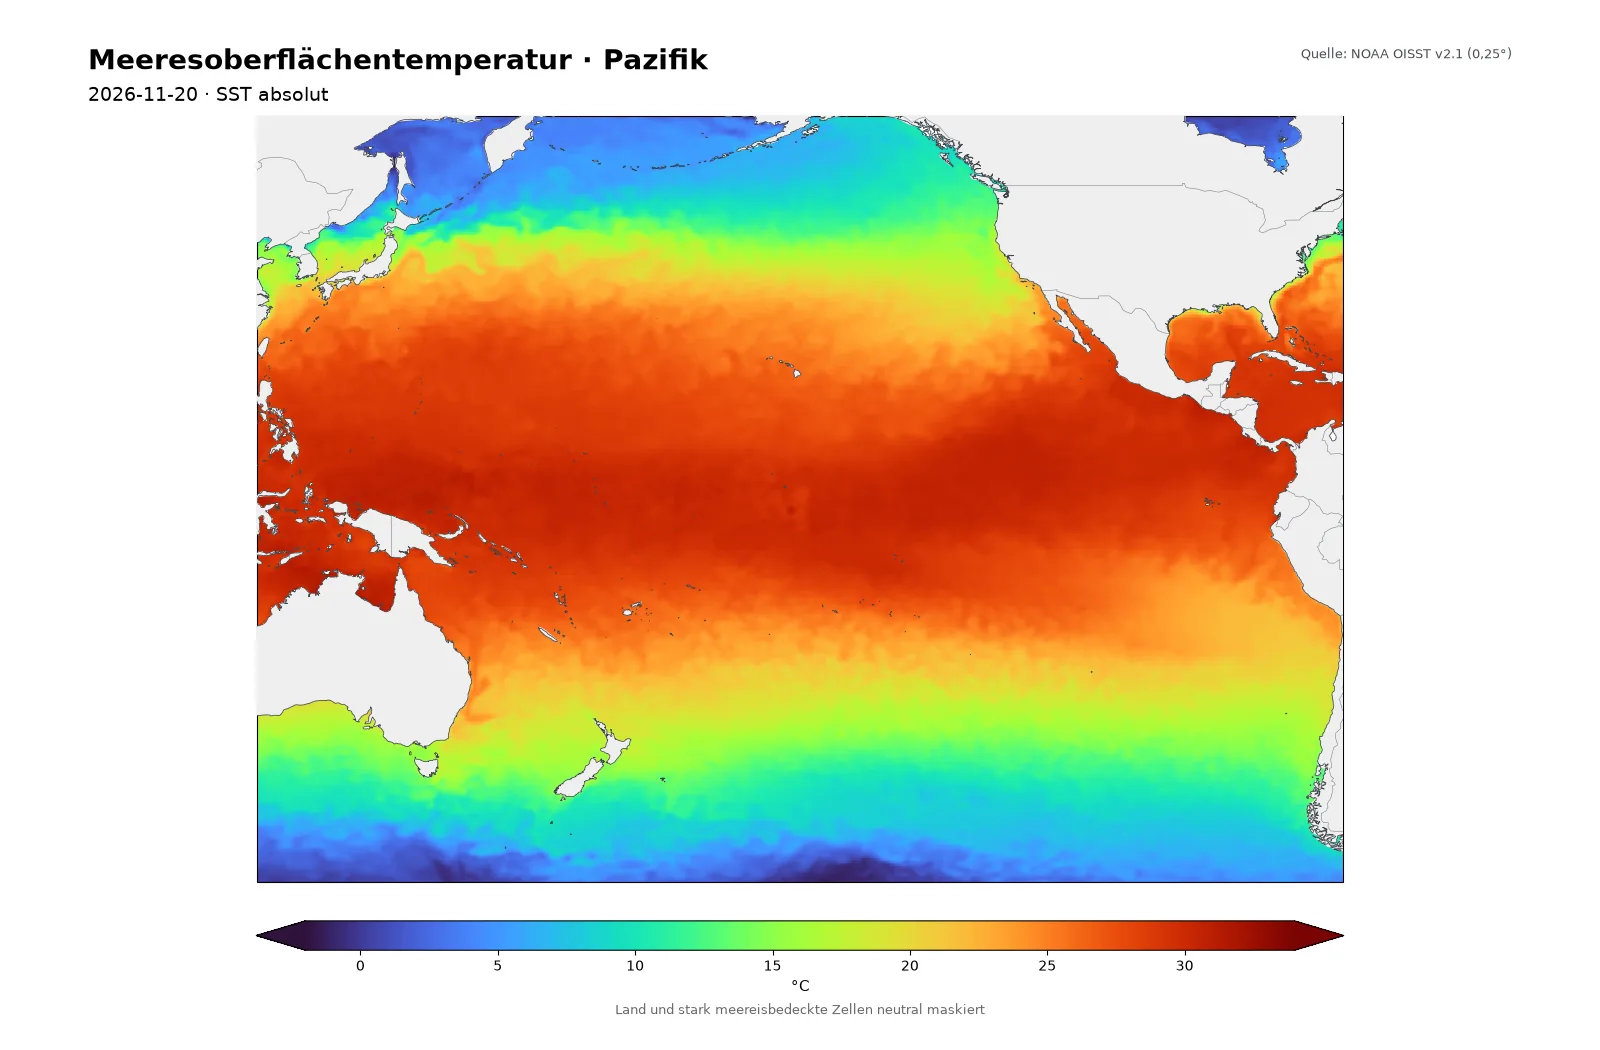 Meeresoberflächentemperatur · Pazifik
Quelle: NOAA OISST v2.1 (0,25°)
2026-11-20 · SST absolut
0 5 10 15 20 25 30
°C
Land und stark meereisbedeckte Zellen neutral maskiert